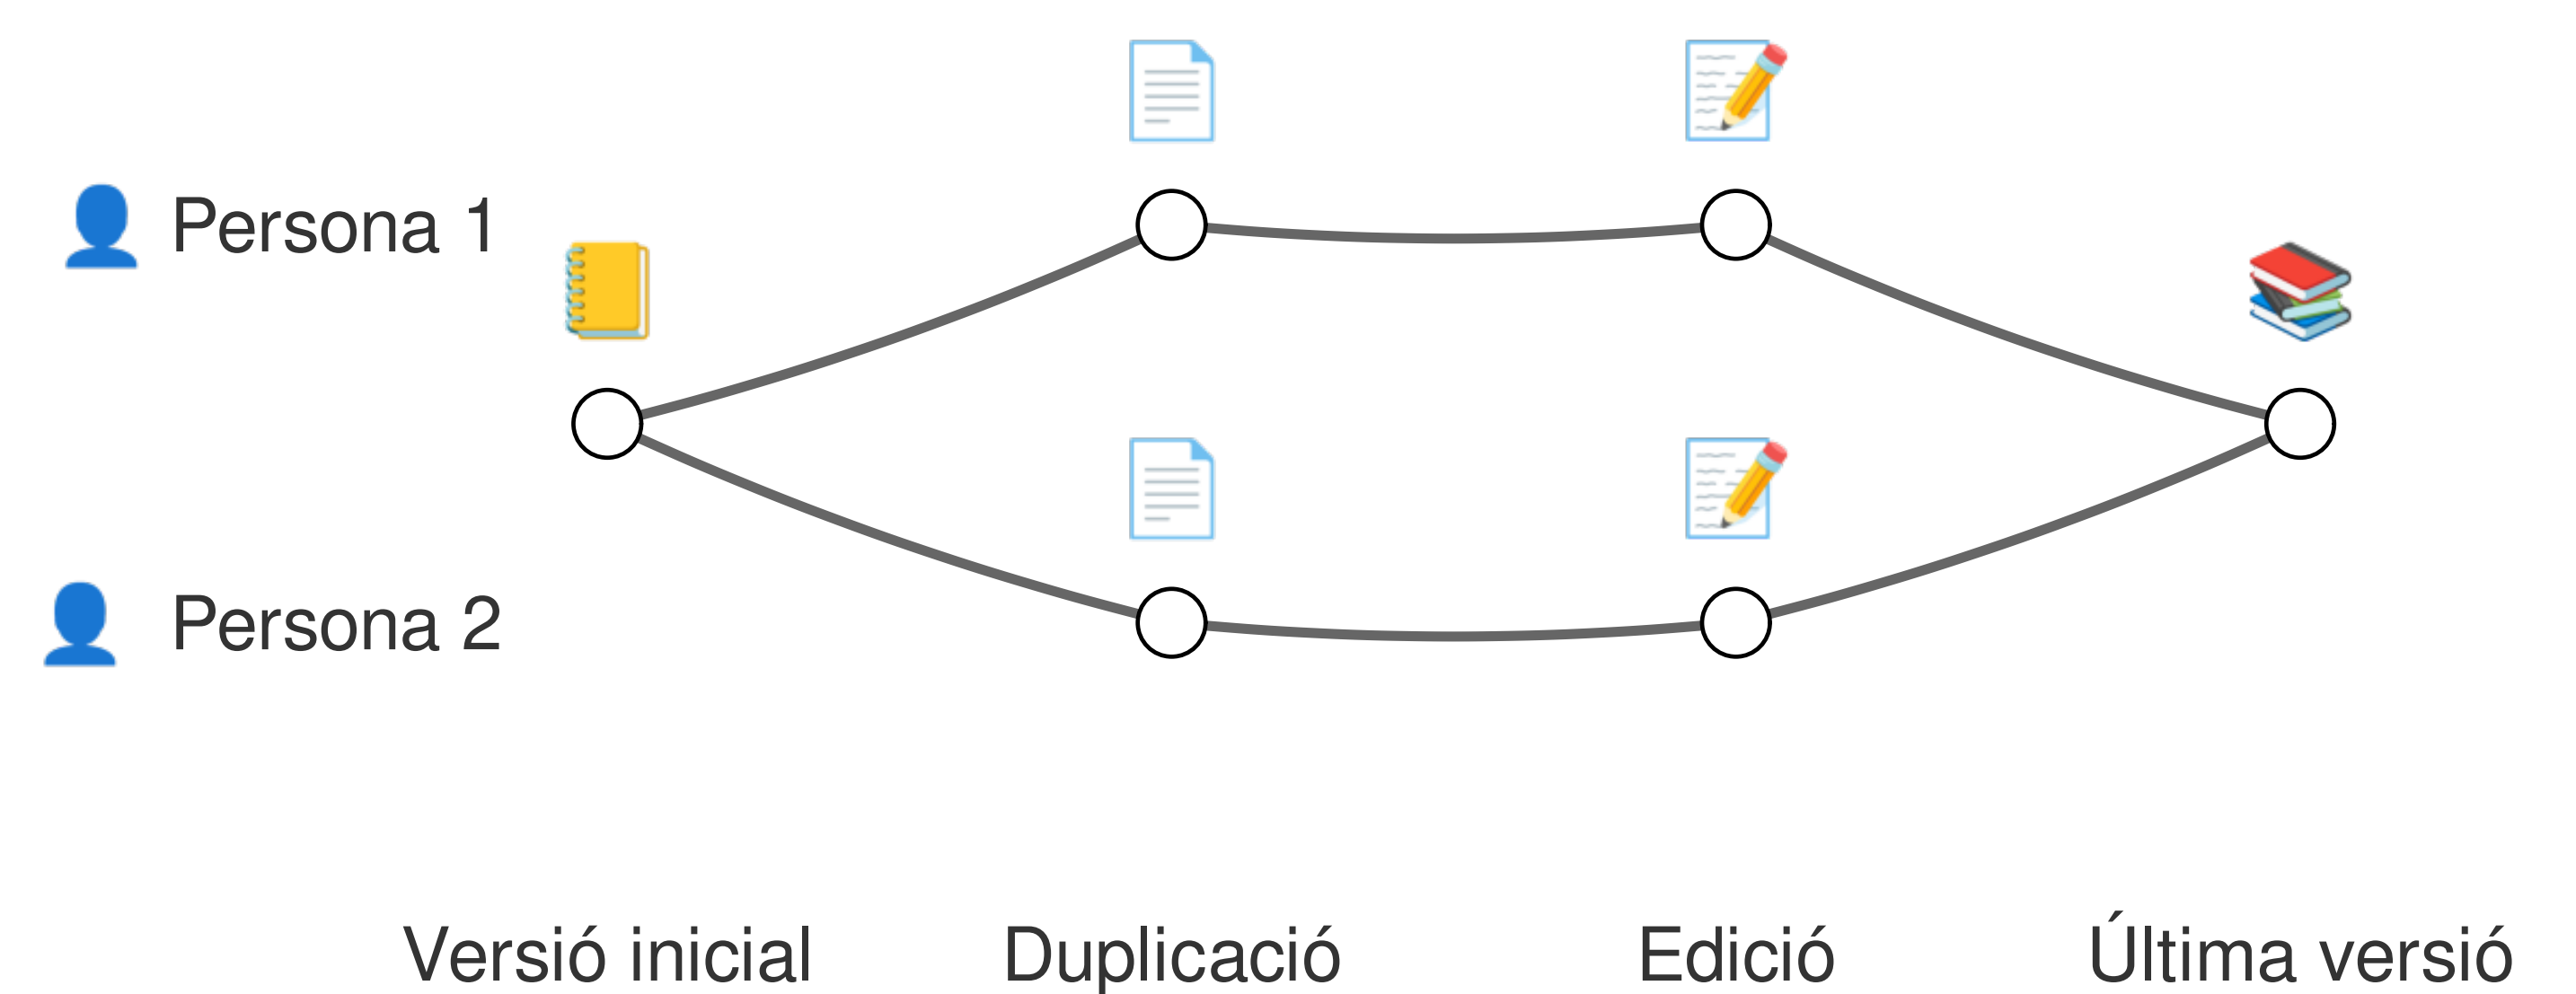 Persona 1
Persona 2
Versió inicial
Duplicació
Edició
Última versió